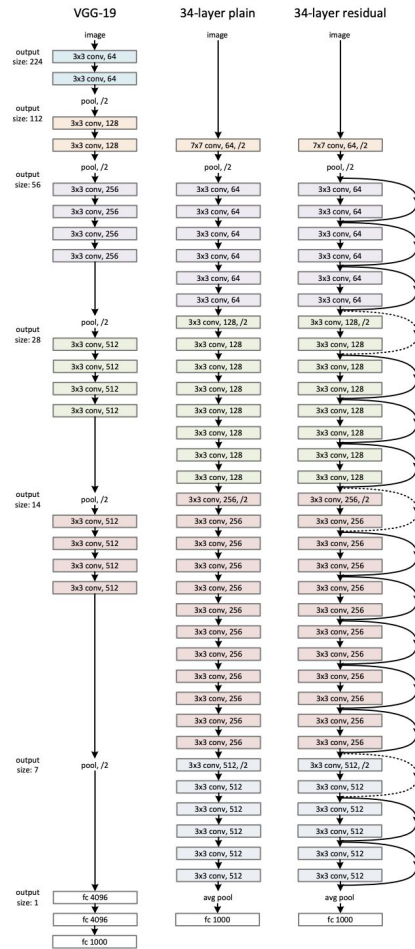 VGG-19
image
output
size: 224
3x3 conv, 64
3x3 conv, 64
output
size: 112
pool, /2
3x3 conv, 128
3x3 conv, 128
output
size: 56
pool, /2
3x3 conv, 256
3x3 conv, 256
3x3 conv, 256
3x3 conv, 256
output
size: 28
pool, /2
3x3 conv, 512
3x3 conv, 512
3x3 conv, 512
3x3 conv, 512
output
size: 14
pool, /2
3x3 conv, 512
3x3 conv, 512
3x3 conv, 512
3x3 conv, 512
output
size: 7
pool, /2
output
size: 1
fc 4096
fc 4096
fc 1000
34-layer plain
image
7x7 conv, 64, /2
pool, /2
3x3 conv, 64
3x3 conv, 64
3x3 conv, 64
3x3 conv, 64
3x3 conv, 64
3x3 conv, 64
3x3 conv, 128, /2
3x3 conv, 128
3x3 conv, 128
3x3 conv, 128
3x3 conv, 128
3x3 conv, 128
3x3 conv, 128
3x3 conv, 128
3x3 conv, 256, /2
3x3 conv, 256
3x3 conv, 256
3x3 conv, 256
3x3 conv, 256
3x3 conv, 256
3x3 conv, 256
3x3 conv, 256
3x3 conv, 256
3x3 conv, 256
3x3 conv, 256
3x3 conv, 256
3x3 conv, 512, /2
3x3 conv, 512
3x3 conv, 512
3x3 conv, 512
3x3 conv, 512
3x3 conv, 512
avg pool
fc 1000
34-layer residual
image
7x7 conv, 64, /2
pool, /2
3x3 conv, 64
3x3 conv, 64
3x3 conv, 64
3x3 conv, 64
3x3 conv, 64
3x3 conv, 64
3x3 conv, 128, /2
3x3 conv, 128
3x3 conv, 128
3x3 conv, 128
3x3 conv, 128
3x3 conv, 128
3x3 conv, 128
3x3 conv, 128
3x3 conv, 256, /2
3x3 conv, 256
3x3 conv, 256
3x3 conv, 256
3x3 conv, 256
3x3 conv, 256
3x3 conv, 256
3x3 conv, 256
3x3 conv, 256
3x3 conv, 256
3x3 conv, 256
3x3 conv, 256
3x3 conv, 512, /2
3x3 conv, 512
3x3 conv, 512
3x3 conv, 512
3x3 conv, 512
3x3 conv, 512
avg pool
fc 1000